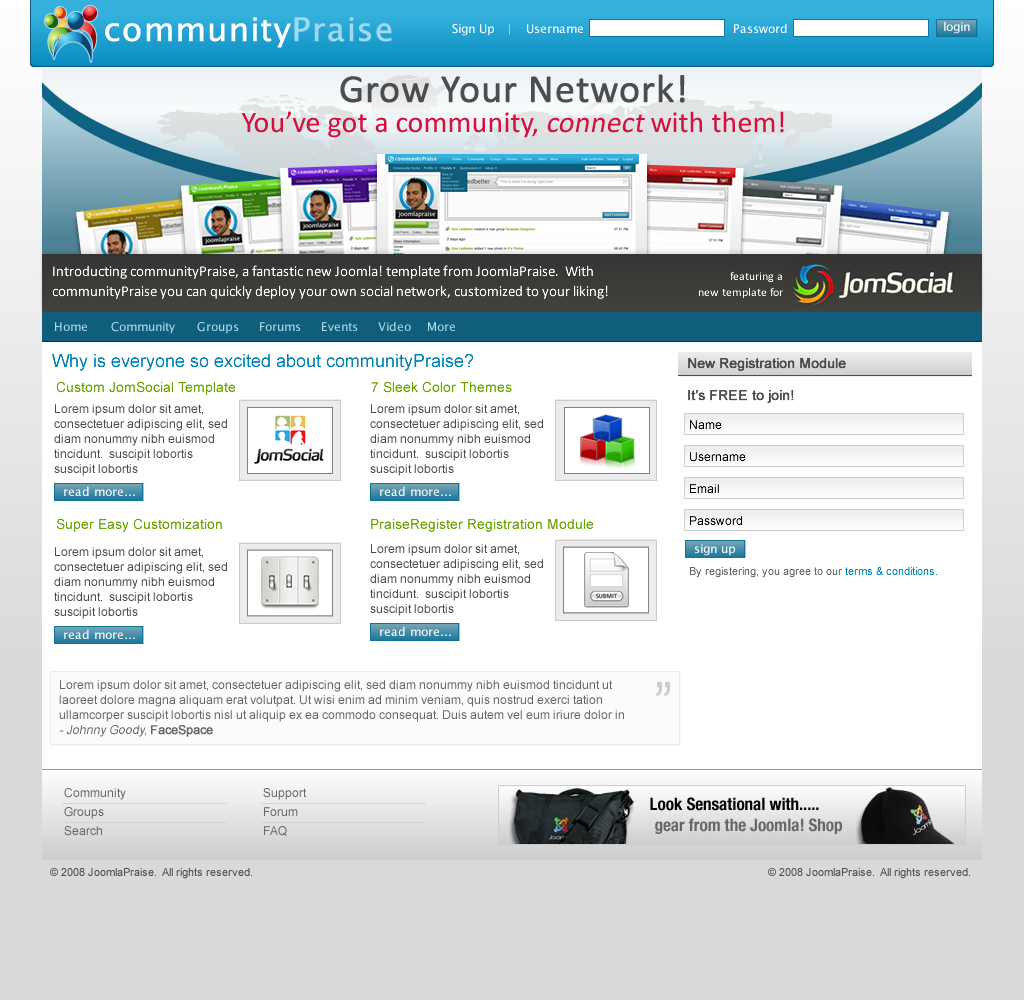 communityPraise
Sign Up | Username Password login
Grow Your Network!
You've got a community, connect with them!
communityPraise
joomlapraise
joomlapraise
joomlapraise
Introducting communityPraise, a fantastic new Joomla! template from JoomlaPraise. With
communityPraise you can quickly deploy your own social network, customized to your liking!
featuring a
new template for
JomSocial
Home Community Groups Forums Events Video More
Why is everyone so excited about communityPraise?
Custom JomSocial Template
Lorem ipsum dolor sit amet,
consectetuer adipiscing elit, sed
diam nonummy nibh euismod
tincidunt. suscipit lobortis
suscipit lobortis
JomSocial
read more...
7 Sleek Color Themes
Lorem ipsum dolor sit amet,
consectetuer adipiscing elit, sed
diam nonummy nibh euismod
tincidunt. suscipit lobortis
suscipit lobortis
read more...
Super Easy Customization
Lorem ipsum dolor sit amet,
consectetuer adipiscing elit, sed
diam nonummy nibh euismod
tincidunt. suscipit lobortis
suscipit lobortis
read more...
PraiseRegister Registration Module
Lorem ipsum dolor sit amet,
consectetuer adipiscing elit, sed
diam nonummy nibh euismod
tincidunt. suscipit lobortis
suscipit lobortis
SUBMIT
read more...
New Registration Module
It's FREE to join!
Name
Username
Email
Password
sign up
By registering, you agree to our terms & conditions.
Lorem ipsum dolor sit amet, consectetuer adipiscing elit, sed diam nonummy nibh euismod tincidunt ut
laoreet dolore magna aliquam erat volutpat. Ut wisi enim ad minim veniam, quis nostrud exerci tation
ullamcorper suscipit lobortis nisl ut aliquip ex ea commodo consequat. Duis autem vel eum iriure dolor in
- Johnny Goody, FaceSpace
”
Community
Groups
Search
Support
Forum
FAQ
Look Sensational with.....
gear from the Joomla! Shop
© 2008 JoomlaPraise. All rights reserved.
© 2008 JoomlaPraise. All rights reserved.